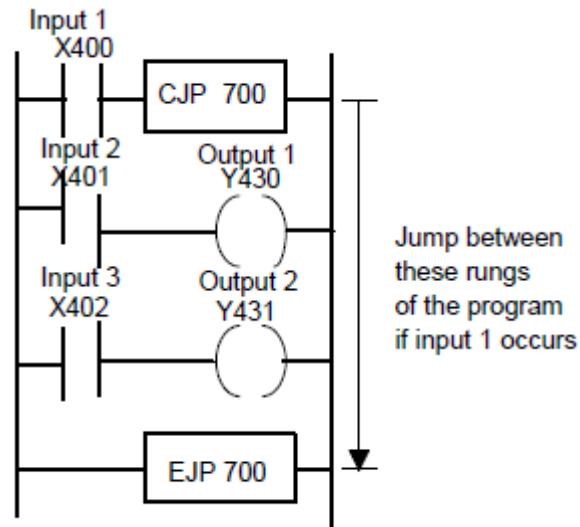 Input 1
X400
CJP 700
Input 2
X401
Output 1
Y430
Input 3
X402
Output 2
Y431
EJP 700
Jump between
these rungs
of the program
if input 1 occurs